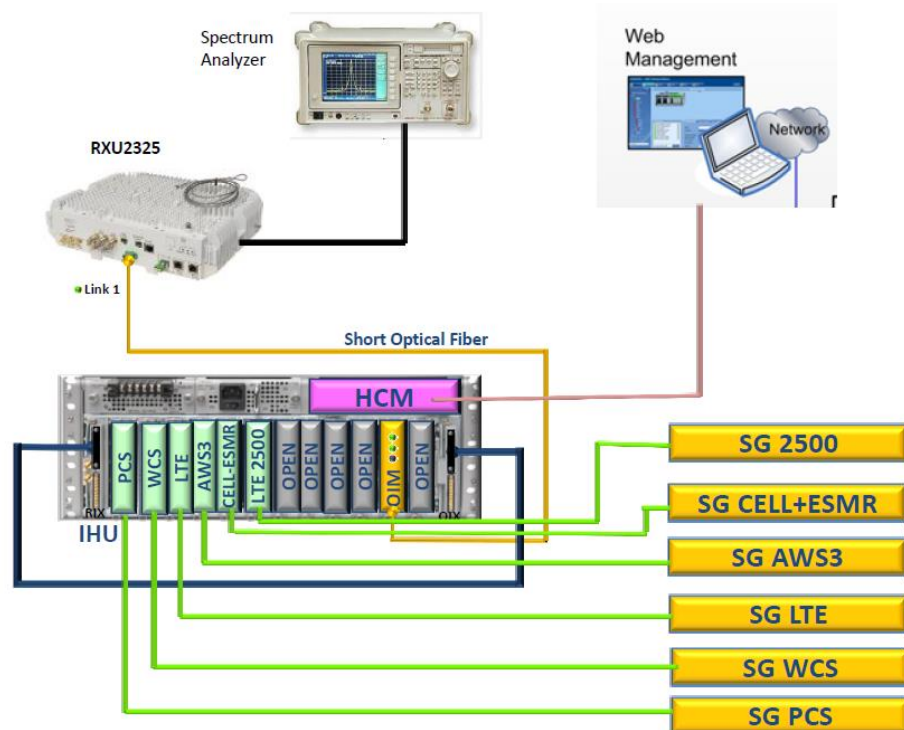 Spectrum
Analyzer
Web
Management
Network
RXU2325
Link 1
Short Optical Fiber
HCM
PCS
WCS
LTE
AWS3
CELL-ESMR
LTE 2500
OPEN
OPEN
OPEN
OPEN
OIM
OPEN
RIX
OIX
IHU
SG 2500
SG CELL+ESMR
SG AWS3
SG LTE
SG WCS
SG PCS